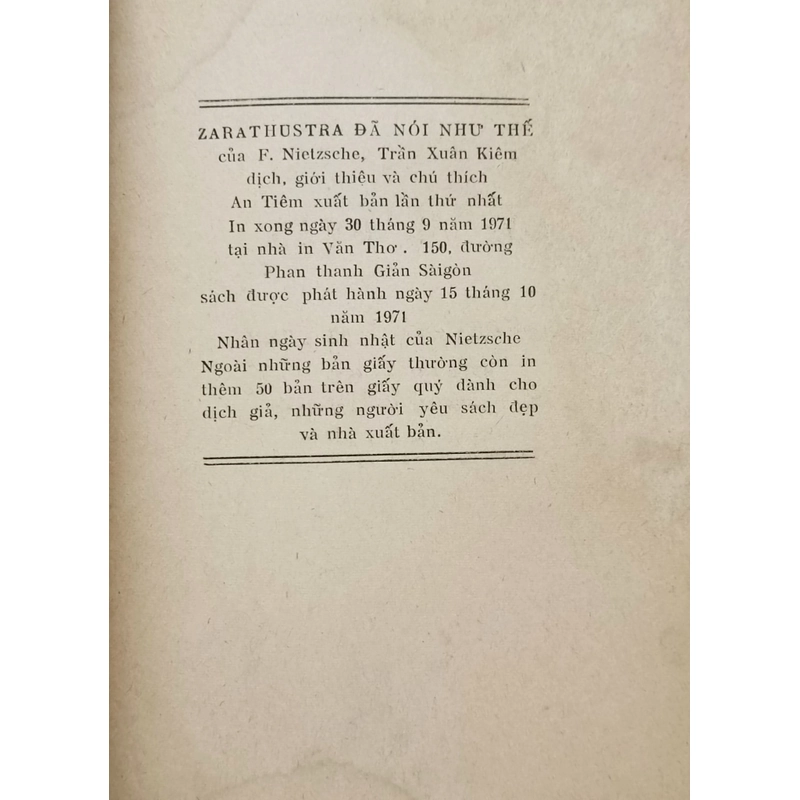 ZARATHUSTRA ĐÃ NÓI NHƯ THẾ
của F. Nietzsche, Trần Xuân Kiêm
dịch, giới thiệu và chú thích
An Tiêm xuất bản lần thứ nhất
In xong ngày 30 tháng 9 năm 1971
tại nhà in Văn Thơ . 150, đường
Phan thanh Giản Sàigòn
sách được phát hành ngày 15 tháng 10
năm 1971
Nhân ngày sinh nhật của Nietzsche
Ngoài những bản giấy thường còn in
thêm 50 bản trên giấy quý dành cho
dịch giả, những người yêu sách đẹp
và nhà xuất bản.